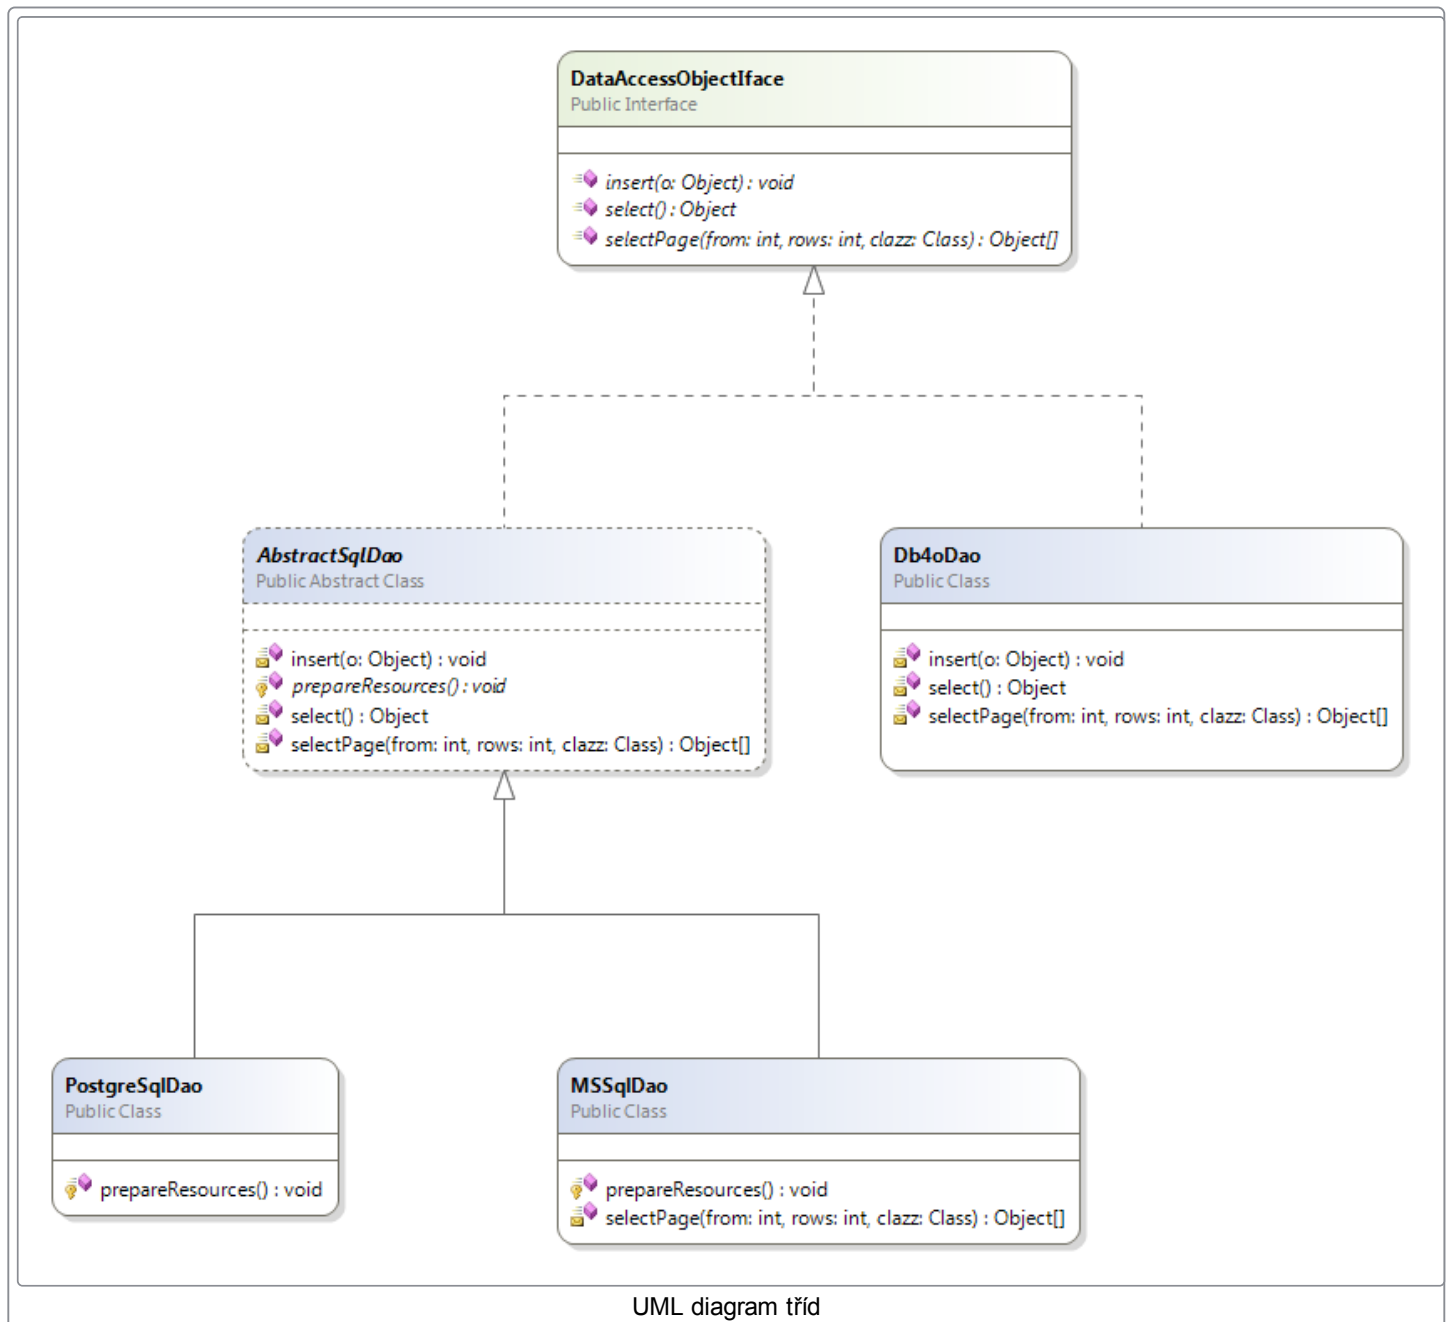 DataAccessObjectIface
Public Interface
insert(o: Object) : void
select() : Object
selectPage(from: int, rows: int, clazz: Class) : Object[]
AbstractSqlDao
Public Abstract Class
insert(o: Object) : void
prepareResources() : void
select() : Object
selectPage(from: int, rows: int, clazz: Class) : Object[]
Db4oDao
Public Class
insert(o: Object) : void
select() : Object
selectPage(from: int, rows: int, clazz: Class) : Object[]
PostgreSqlDao
Public Class
prepareResources() : void
MSSqlDao
Public Class
prepareResources() : void
selectPage(from: int, rows: int, clazz: Class) : Object[]
UML diagram tříd